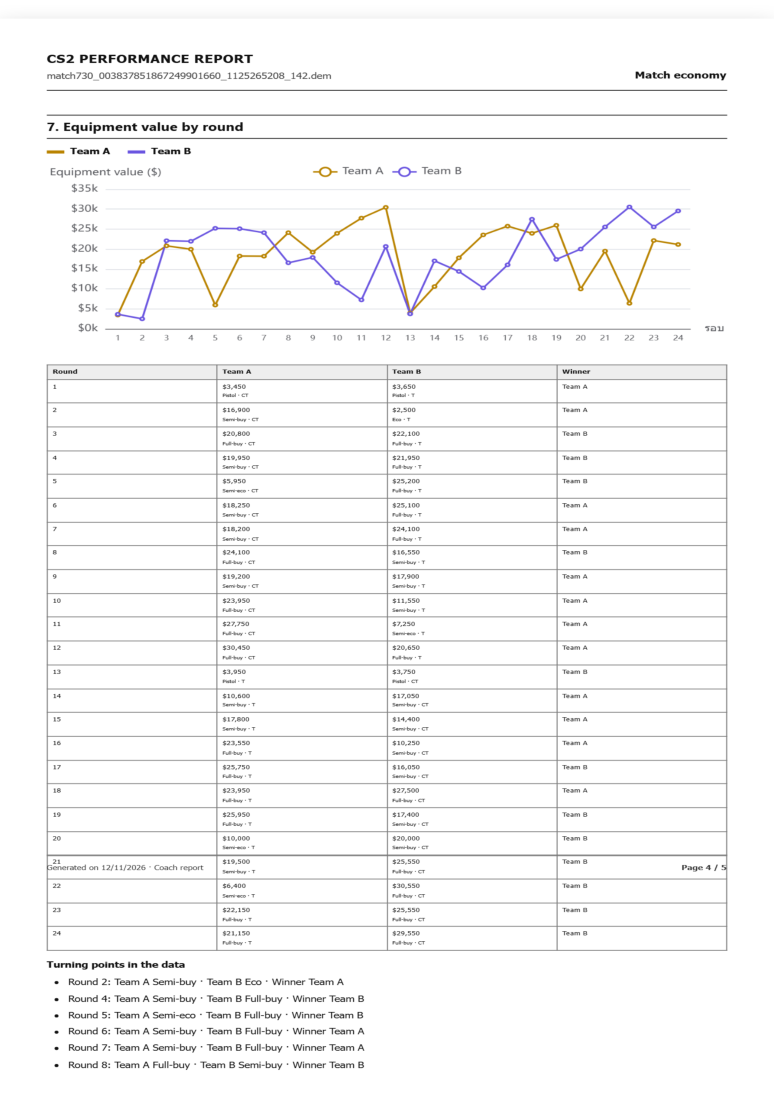 CS2 PERFORMANCE REPORT
match730_003837851867249901660_1125265208_142.dem
Match economy
7. Equipment value by round
Team A Team B
Equipment value ($)
Team A Team B
$35k
$30k
$25k
$20k
$15k
$10k
$5k
$0k
1 2 3 4 5 6 7 8 9 10 11 12 13 14 15 16 17 18 19 20 21 22 23 24
รอบ
Round Team A Team B Winner
1 $3,450 $3,650 Team A
Pistol · CT Pistol · T
2 $16,900 $2,500 Team A
Semi-buy · CT Eco · T
3 $20,800 $22,100 Team B
Full-buy · CT Full-buy · T
4 $19,950 $21,950 Team B
Semi-buy · CT Full-buy · T
5 $5,950 $25,200 Team B
Semi-eco · CT Full-buy · T
6 $18,250 $25,100 Team A
Semi-buy · CT Full-buy · T
7 $18,200 $24,100 Team A
Semi-buy · CT Full-buy · T
8 $24,100 $16,550 Team B
Full-buy · CT Semi-buy · T
9 $19,200 $17,900 Team A
Semi-buy · CT Semi-buy · T
10 $23,950 $11,550 Team A
Full-buy · CT Semi-buy · T
11 $27,750 $7,250 Team A
Full-buy · CT Semi-eco · T
12 $30,450 $20,650 Team A
Full-buy · CT Full-buy · T
13 $3,950 $3,750 Team B
Pistol · T Pistol · CT
14 $10,600 $17,050 Team A
Semi-buy · T Semi-buy · CT
15 $17,800 $14,400 Team A
Semi-buy · T Semi-buy · CT
16 $23,550 $10,250 Team A
Full-buy · T Semi-buy · CT
17 $25,750 $16,050 Team B
Full-buy · T Semi-buy · CT
18 $23,950 $27,500 Team A
Full-buy · T Full-buy · CT
19 $25,950 $17,400 Team B
Full-buy · T Semi-buy · CT
20 $10,000 $20,000 Team B
Semi-eco · T Semi-buy · CT
21 $19,500 $25,550 Team B
Generated on 12/11/2026 · Coach report Page 4 / 5
Semi-buy · T Full-buy · CT
22 $6,400 $30,550 Team B
Semi-eco · T Full-buy · CT
23 $22,150 $25,550 Team B
Full-buy · T Full-buy · CT
24 $21,150 $29,550 Team B
Full-buy · T Full-buy · CT
Turning points in the data
• Round 2: Team A Semi-buy · Team B Eco · Winner Team A
• Round 4: Team A Semi-buy · Team B Full-buy · Winner Team B
• Round 5: Team A Semi-eco · Team B Full-buy · Winner Team B
• Round 6: Team A Semi-buy · Team B Full-buy · Winner Team A
• Round 7: Team A Semi-buy · Team B Full-buy · Winner Team A
• Round 8: Team A Full-buy · Team B Semi-buy · Winner Team B